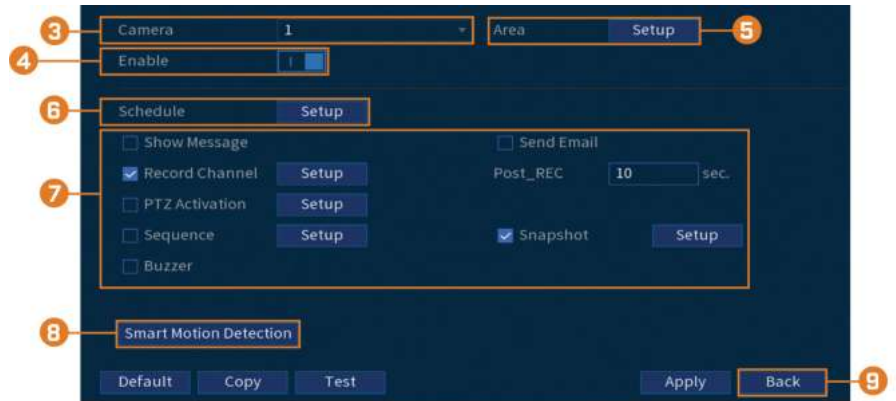 3 Camera 1 Area Setup 5
4 Enable
6 Schedule Setup
Show Message Send Email
Record Channel Setup Post_REC 10 sec.
7 PTZ Activation Setup
Sequence Setup Snapshot Setup
Buzzer
8 Smart Motion Detection
Default Copy Test Apply Back 9